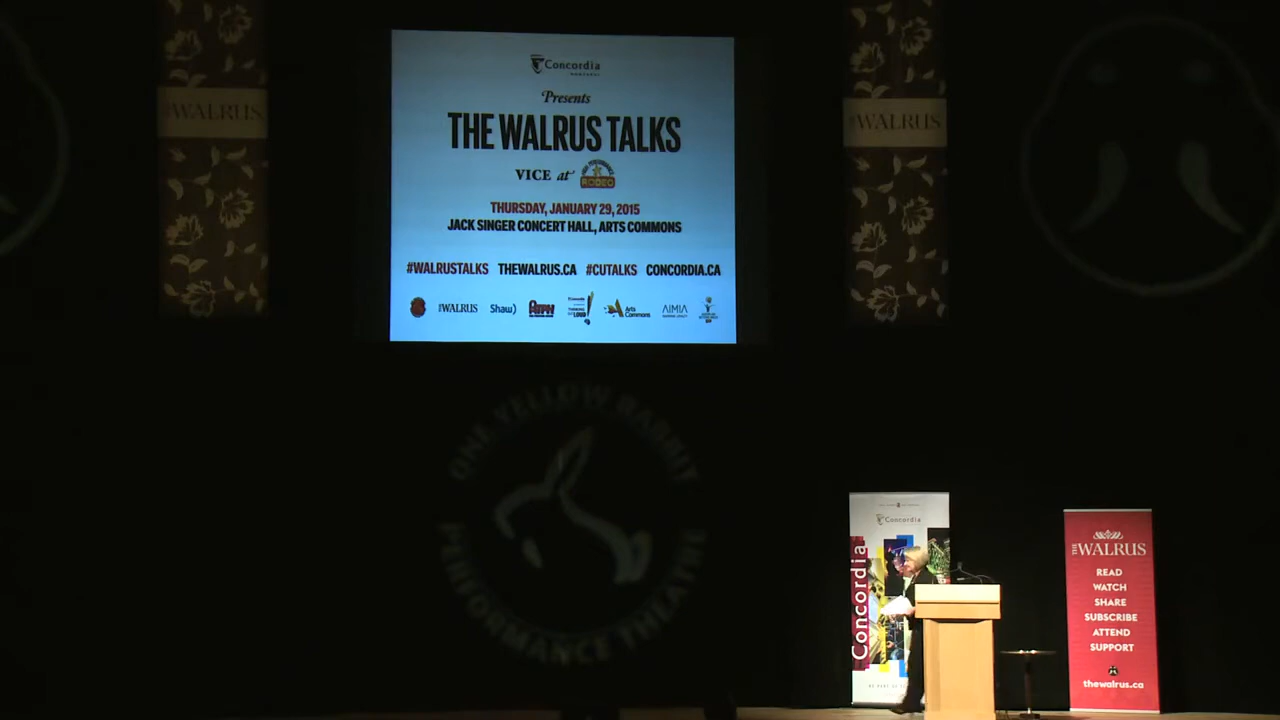 WALRUS
WALRUS
Concordia
Presents
THE WALRUS TALKS
VICE at
RODEO
THURSDAY, JANUARY 29, 2015
JACK SINGER CONCERT HALL, ARTS COMMONS
#WALRUSTALKS THEWALRUS.CA #CUTALKS CONCORDIA.CA
WALRUS Shaw) Arts Commons AIMIA
ONE YELLOW RABBIT
PERFORMANCE THEATRE
Concordia
Concordia
THE WALRUS
READ
WATCH
SHARE
SUBSCRIBE
ATTEND
SUPPORT
thewalrus.ca